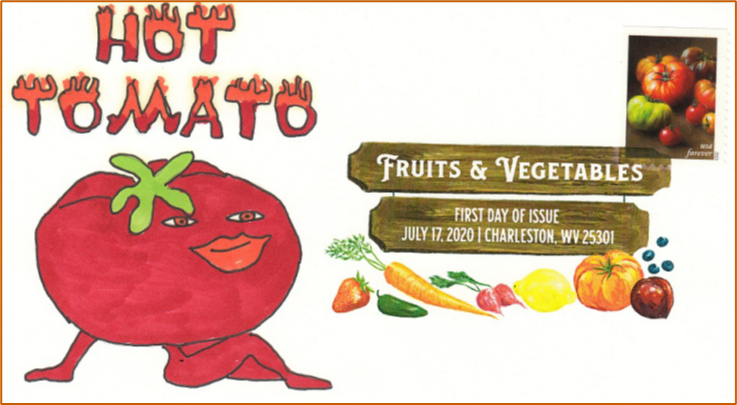 HOT
TOMATO
FRUITS & VEGETABLES
FIRST DAY OF ISSUE
JULY 17, 2020 | CHARLESTON, WV 25301
usa
forever